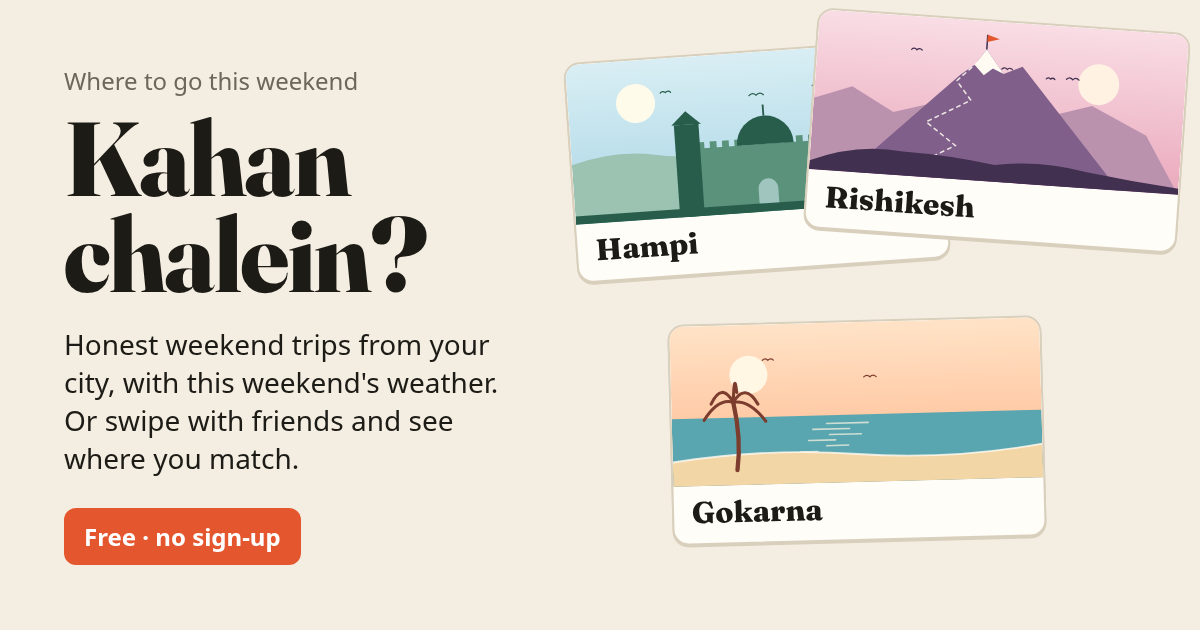 Where to go this weekend
Kahan
chalein?
Honest weekend trips from your
city, with this weekend's weather.
Or swipe with friends and see
where you match.
Free · no sign-up
Hampi
Rishikesh
Gokarna